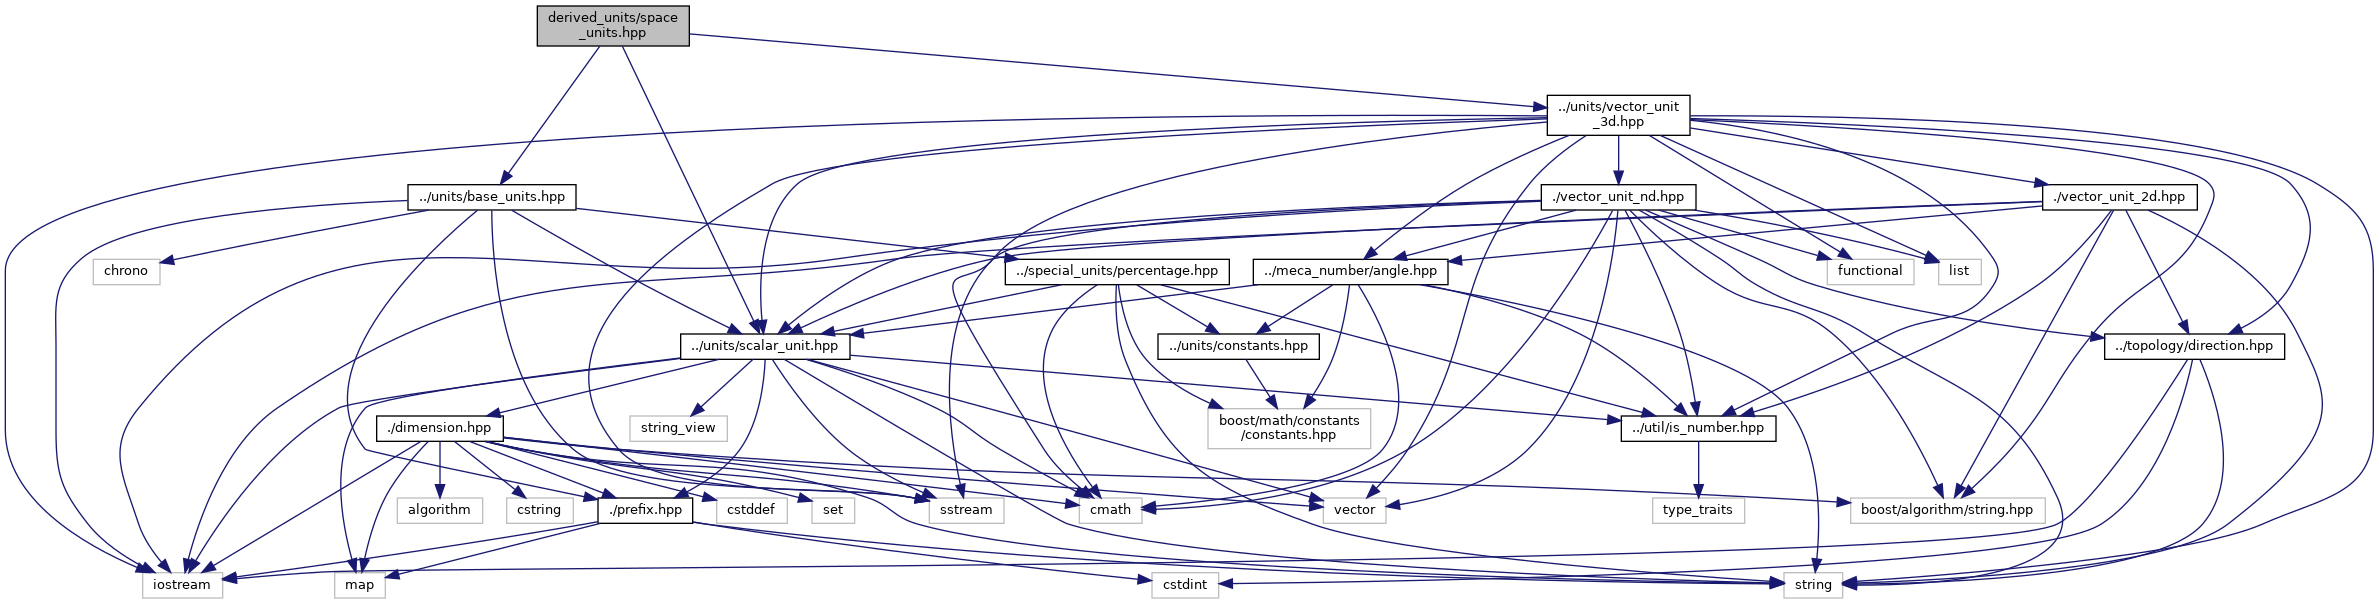 derived_units/space
_units.hpp
../units/vector_unit
_3d.hpp
../units/base_units.hpp
./vector_unit_nd.hpp
./vector_unit_2d.hpp
chrono
../special_units/percentage.hpp
../meca_number/angle.hpp
functional
list
../units/scalar_unit.hpp
../units/constants.hpp
../topology/direction.hpp
./dimension.hpp
string_view
boost/math/constants
/constants.hpp
../util/is_number.hpp
algorithm
cstring
./prefix.hpp
cstddef
set
sstream
cmath
vector
type_traits
boost/algorithm/string.hpp
iostream
map
cstdint
string